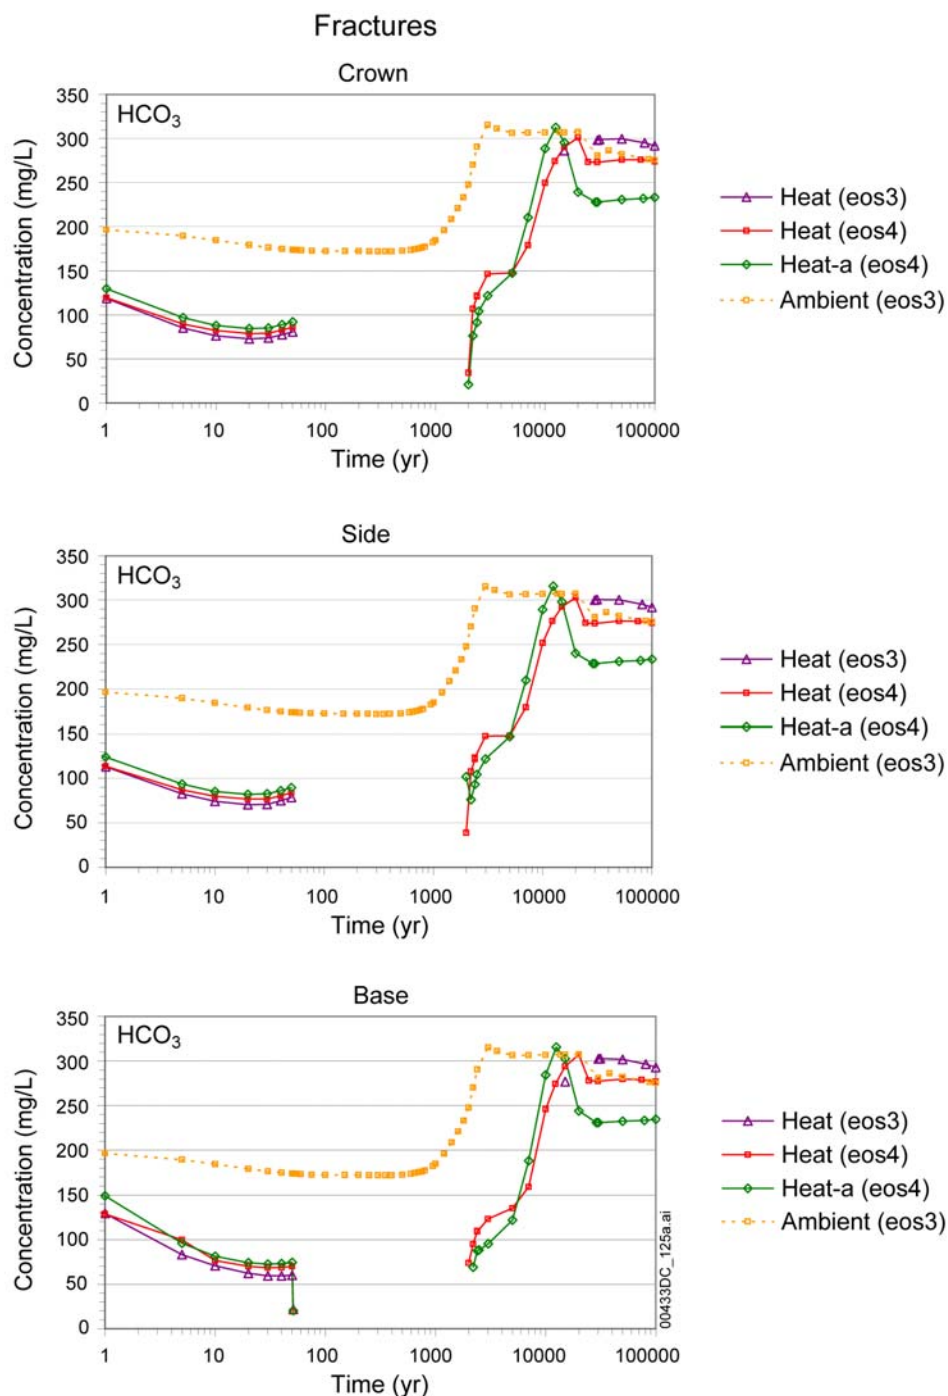 Fractures
Crown
HCO3
350
300
250
200
150
100
50
0
Concentration (mg/L)
1
10
100
1000
10000
100000
Time (yr)
Heat (eos3)
Heat (eos4)
Heat-a (eos4)
Ambient (eos3)
Side
HCO3
350
300
250
200
150
100
50
0
Concentration (mg/L)
1
10
100
1000
10000
100000
Time (yr)
Heat (eos3)
Heat (eos4)
Heat-a (eos4)
Ambient (eos3)
Base
HCO3
350
300
250
200
150
100
50
0
Concentration (mg/L)
1
10
100
1000
10000
100000
Time (yr)
00433DC_125a.ai
Heat (eos3)
Heat (eos4)
Heat-a (eos4)
Ambient (eos3)